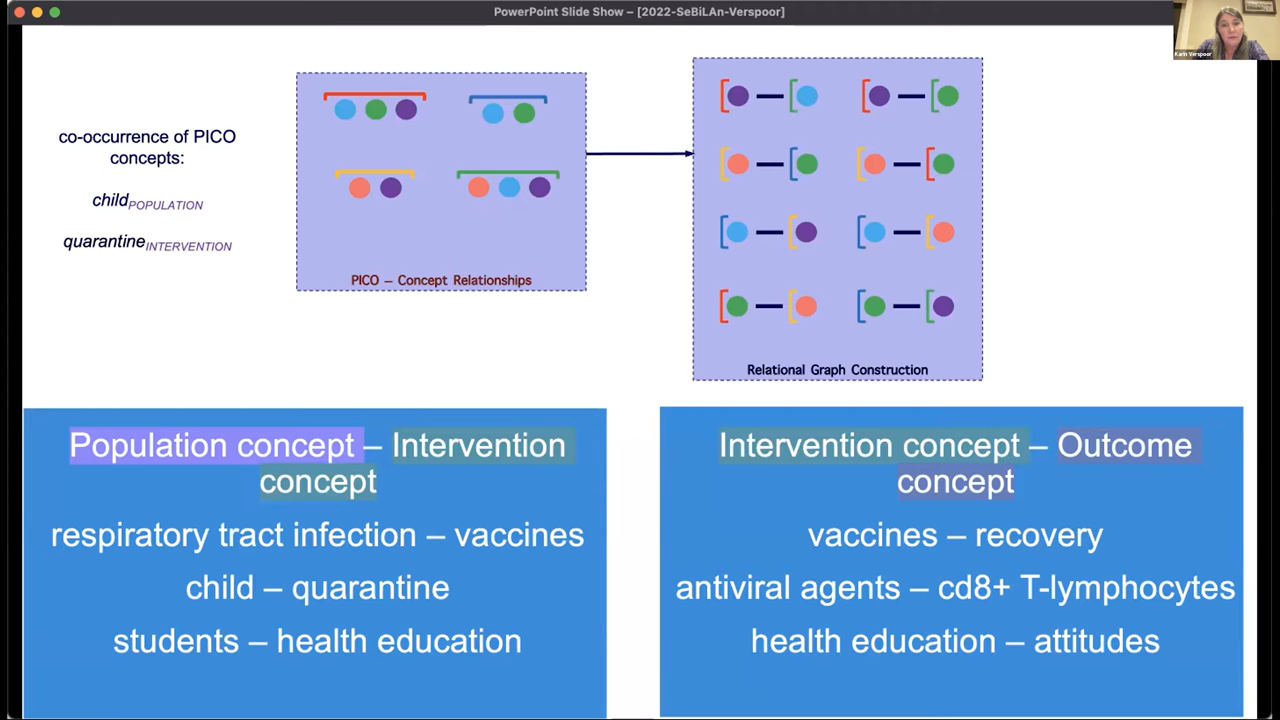 PowerPoint Slide Show – [2022-SeBiLAn-Verspoor]
Karin Verspoor
co-occurrence of PICO
concepts:
childPOPULATION
quarantineINTERVENTION
PICO – Concept Relationships
Relational Graph Construction
Population concept – Intervention
concept
respiratory tract infection – vaccines
child – quarantine
students – health education
Intervention concept – Outcome
concept
vaccines – recovery
antiviral agents – cd8+ T-lymphocytes
health education – attitudes